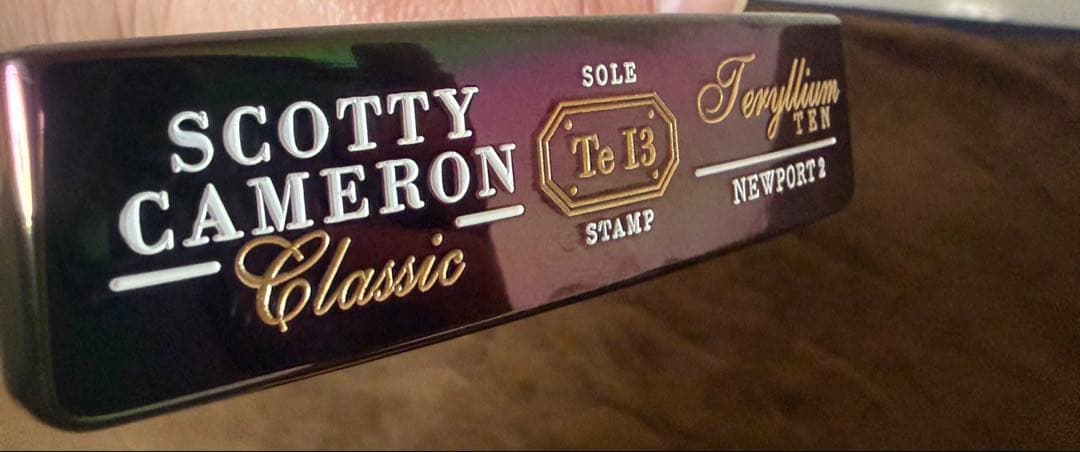 SCOTTY
CAMERON
Classic
SOLE
Te I3
STAMP
Teryllium
TEN
NEWPORT 2